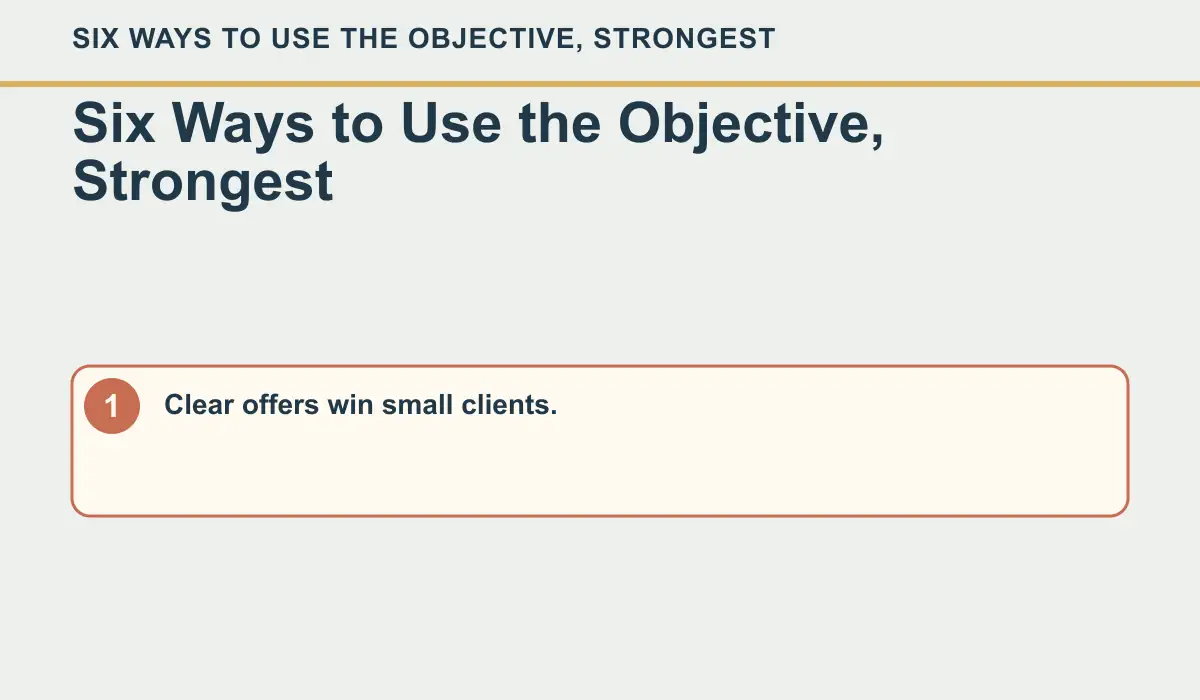 SIX WAYS TO USE THE OBJECTIVE, STRONGEST
Six Ways to Use the Objective,
Strongest
1
Clear offers win small clients.